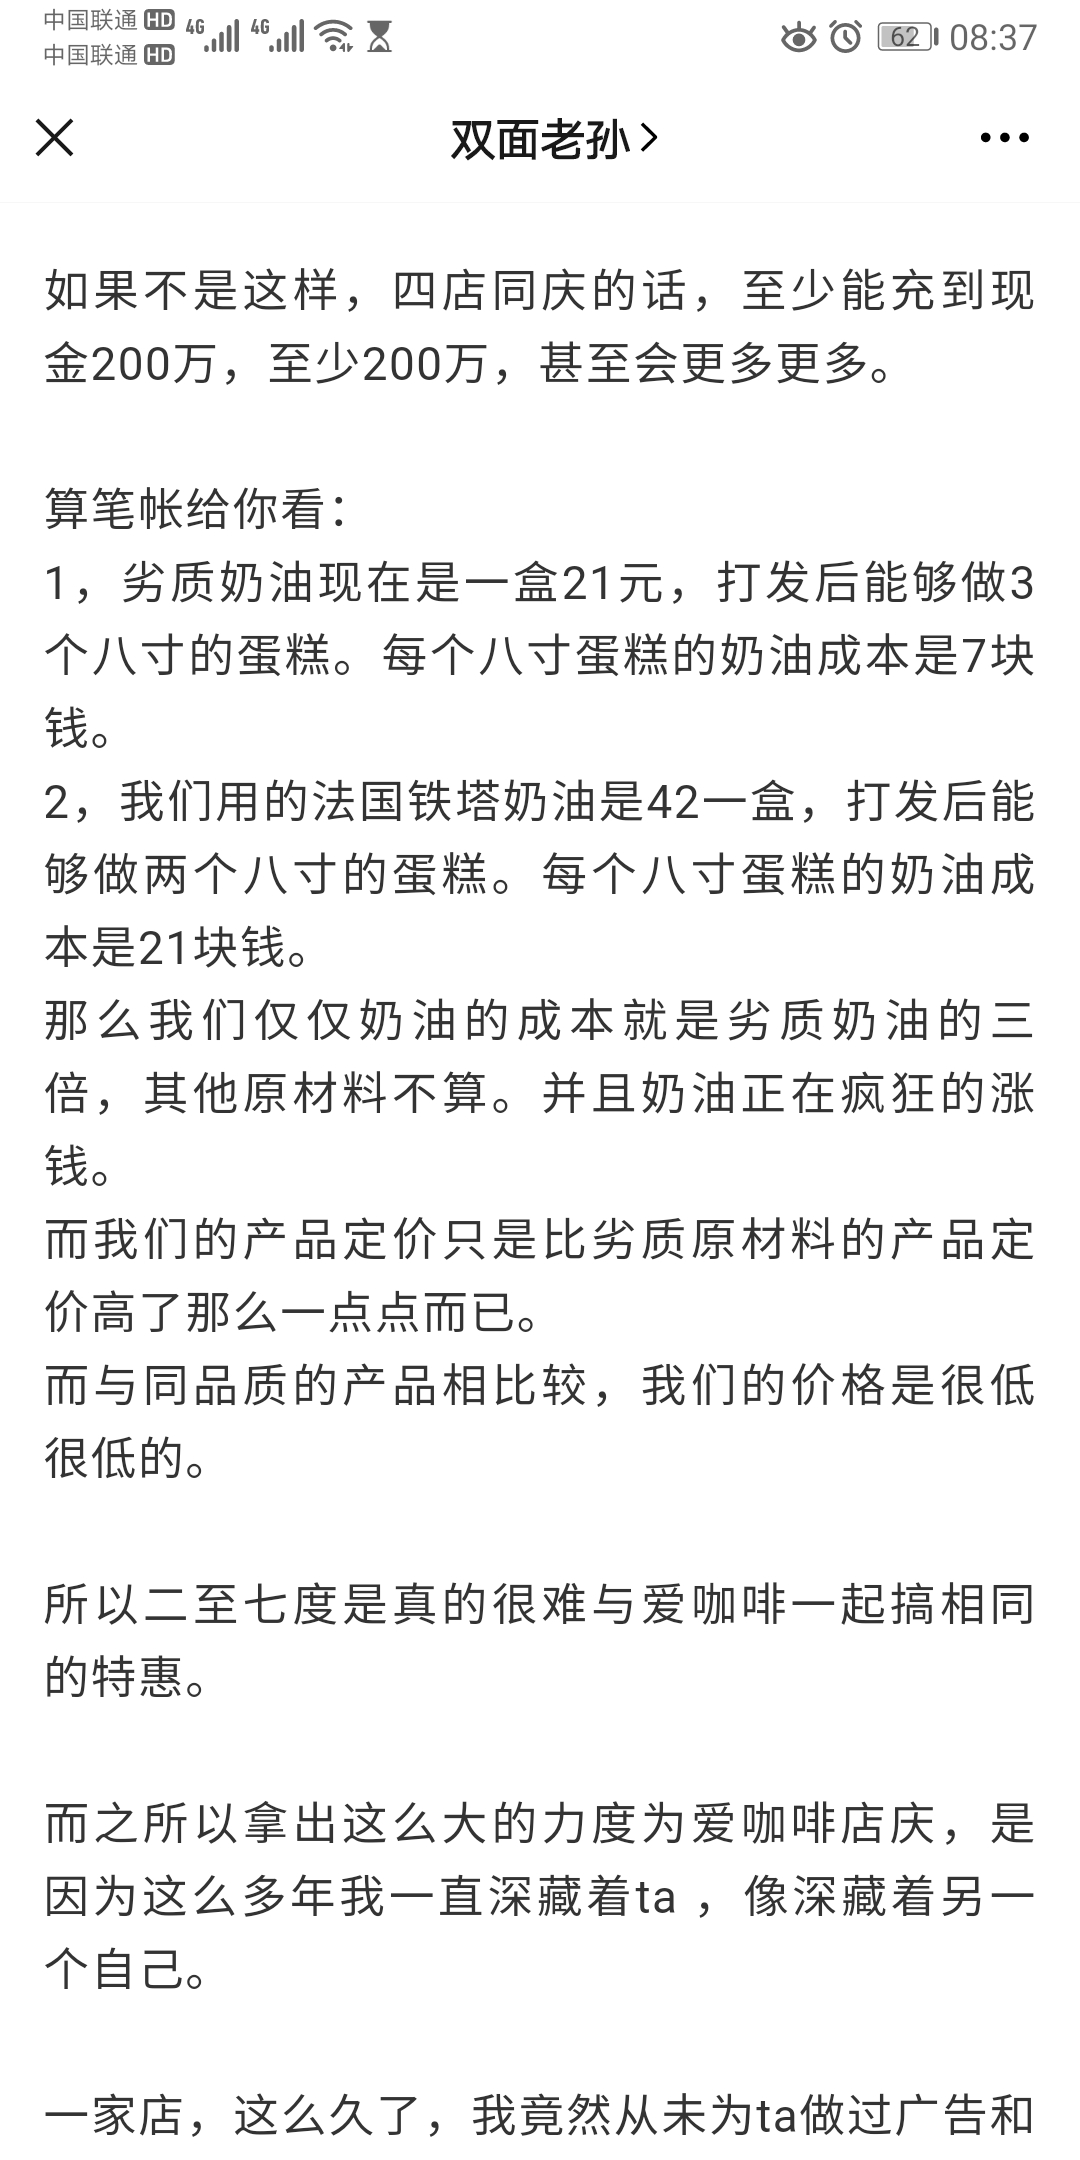 中国联通 HD 4G 4G 62 08:37
中国联通 HD
双面老孙
如果不是这样，四店同庆的话，至少能充到现
金200万，至少200万，甚至会更多更多。
算笔帐给你看：
1，劣质奶油现在是一盒21元，打发后能够做3
个八寸的蛋糕。每个八寸蛋糕的奶油成本是7块
钱。
2，我们用的法国铁塔奶油是42一盒，打发后能
够做两个八寸的蛋糕。每个八寸蛋糕的奶油成
本是21块钱。
那么我们仅仅奶油的成本就是劣质奶油的三
倍，其他原材料不算。并且奶油正在疯狂的涨
钱。
而我们的产品定价只是比劣质原材料的产品定
价高了那么一点点而已。
而与同品质的产品相比较，我们的价格是很低
很低的。
所以二至七度是真的很难与爱咖啡一起搞相同
的特惠。
而之所以拿出这么大的力度为爱咖啡店庆，是
因为这么多年我一直深藏着ta ，像深藏着另一
个自己。
一家店，这么久了，我竟然从未为ta做过广告和